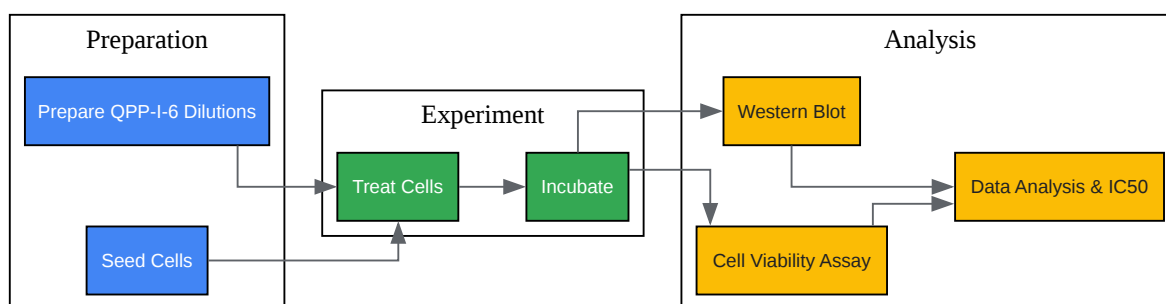 Preparation
Prepare QPP-I-6 Dilutions
Seed Cells
Experiment
Treat Cells
Incubate
Analysis
Western Blot
Cell Viability Assay
Data Analysis & IC50